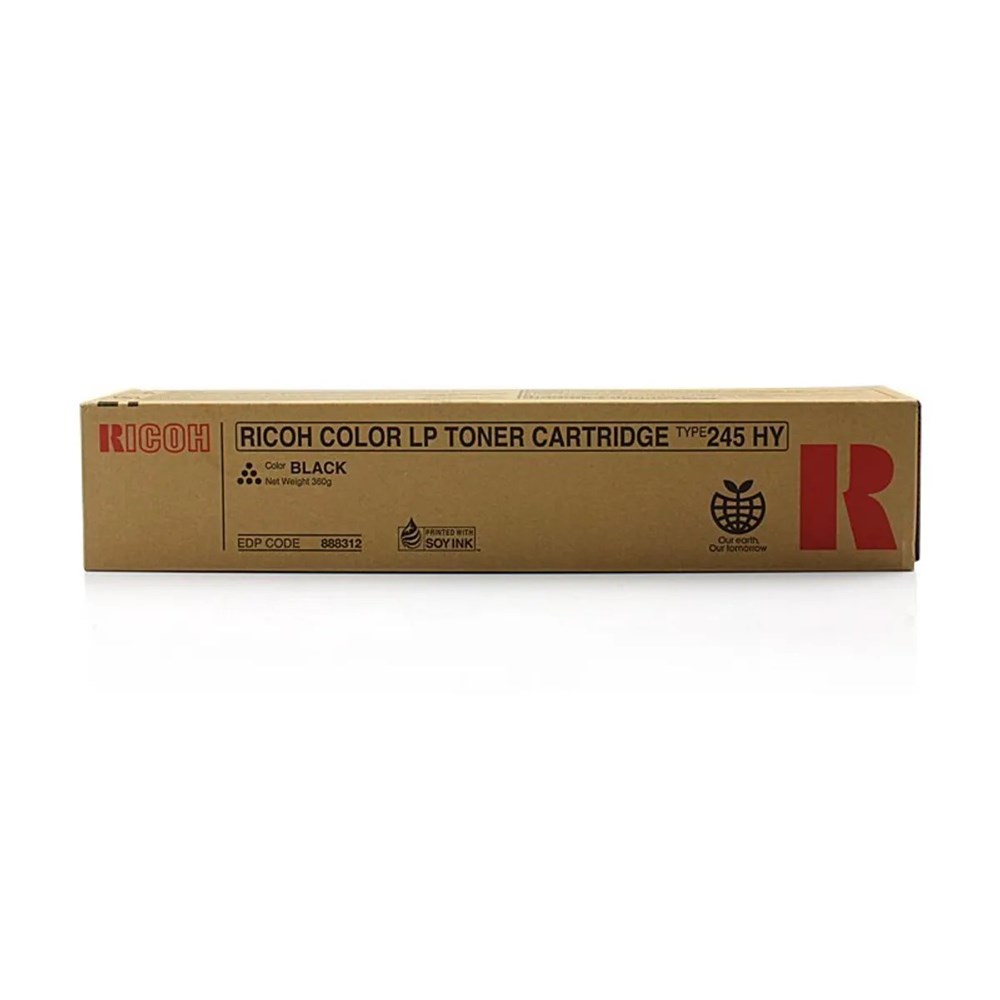 RICOH
RICOH COLOR LP TONER CARTRIDGE TYPE 245 HY
Color BLACK
Net Weight 360g
EDP CODE 888312
PRINTED WITH
SOY INK
Our earth,
Our tomorrow
R